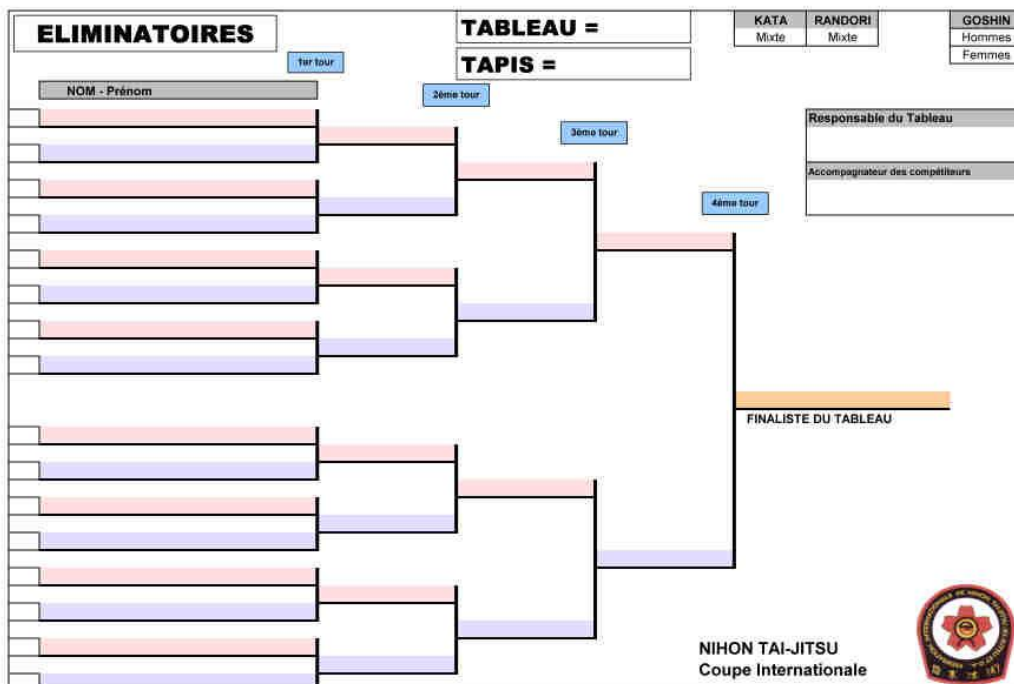 ELIMINATOIRES
TABLEAU =
TAPIS =
KATA RANDORI
Mixte Mixte
GOSHIN
Hommes
Femmes
1er tour
NOM - Prénom
2ème tour
3ème tour
4ème tour
Responsable du Tableau
Accompagnateur des compétiteurs
FINALISTE DU TABLEAU
NIHON TAI-JITSU
Coupe Internationale